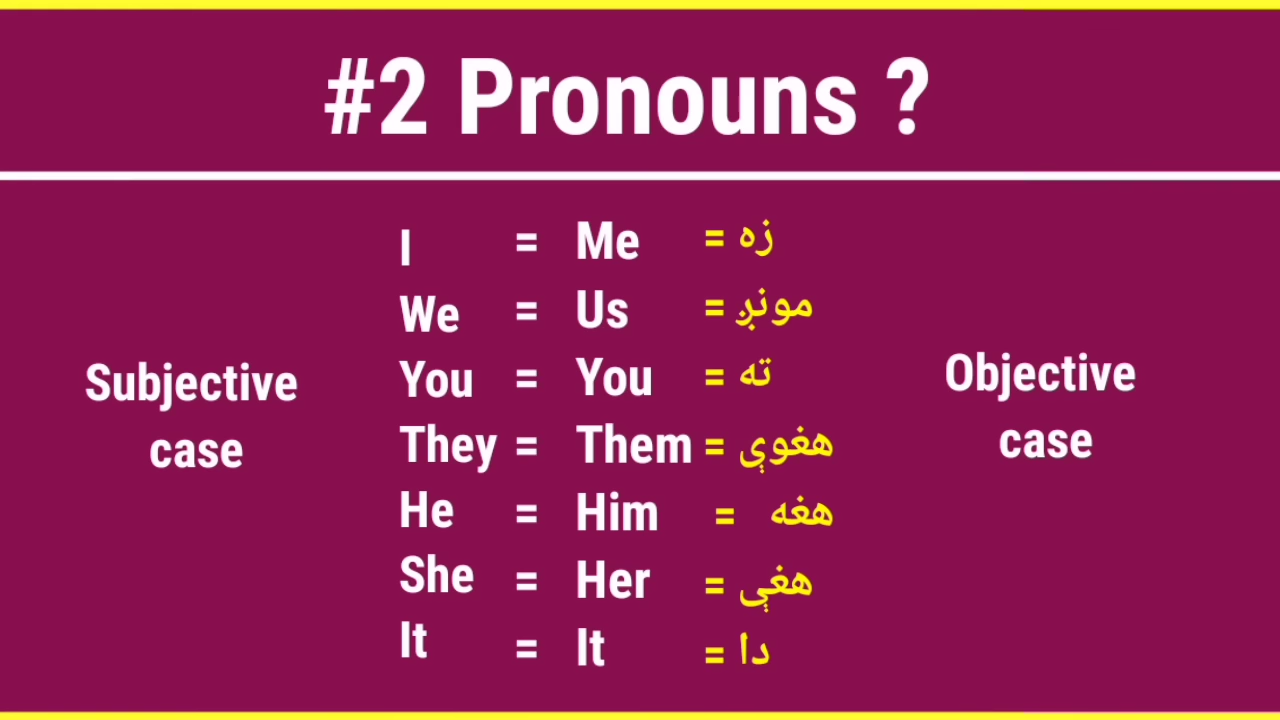 #2 Pronouns ?
Subjective
case
I = Me = زه
We = Us = مونږ
You = You = ته
They = Them = هغوې
He = Him = هغه
She = Her = هغې
It = It = دا
Objective
case